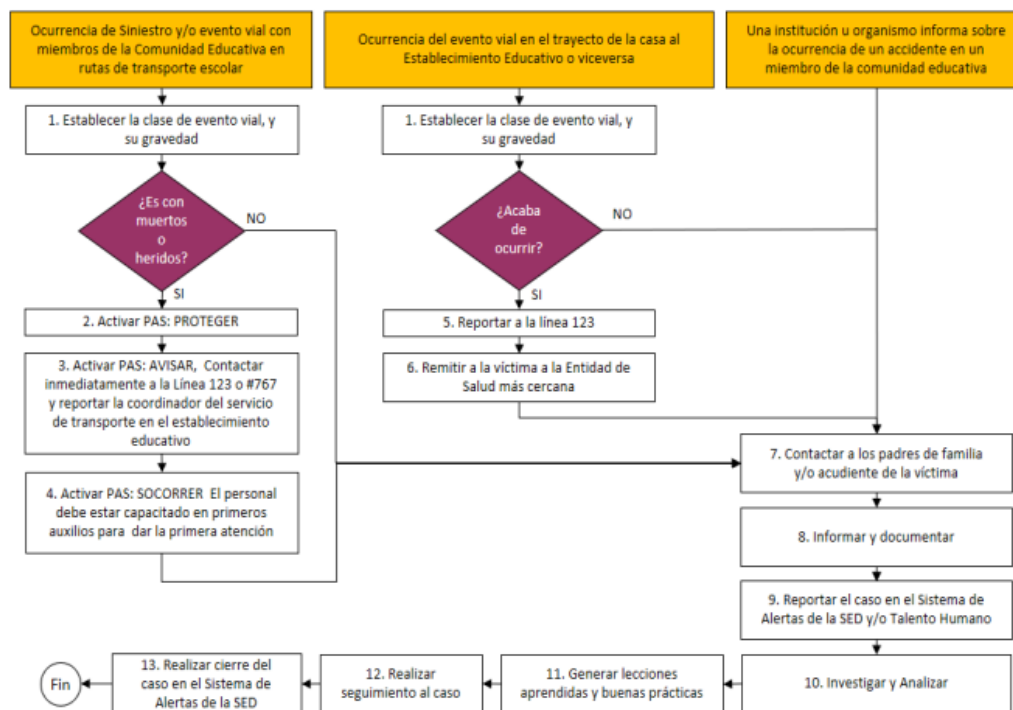 Ocurrencia de Siniestro y/o evento vial con
miembros de la Comunidad Educativa en
rutas de transporte escolar
Ocurrencia del evento vial en el trayecto de la casa al
Establecimiento Educativo o viceversa
Una institución u organismo informa sobre
la ocurrencia de un accidente en un
miembro de la comunidad educativa
1. Establecer la clase de evento vial, y
su gravedad
¿Es con
muertos
o
heridos?
NO
SI
2. Activar PAS: PROTEGER
3. Activar PAS: AVISAR, Contactar
inmediatamente a la Línea 123 o #767
y reportar la coordinador del servicio
de transporte en el establecimiento
educativo
4. Activar PAS: SOCORRER El personal
debe estar capacitado en primeros
auxilios para dar la primera atención
1. Establecer la clase de evento vial, y
su gravedad
¿Acaba
de
ocurrir?
NO
SI
5. Reportar a la línea 123
6. Remitir a la víctima a la Entidad de
Salud más cercana
7. Contactar a los padres de familia
y/o acudiente de la víctima
8. Informar y documentar
9. Reportar el caso en el Sistema de
Alertas de la SED y/o Talento Humano
10. Investigar y Analizar
11. Generar lecciones
aprendidas y buenas prácticas
12. Realizar
seguimiento al caso
13. Realizar cierre del
caso en el Sistema de
Alertas de la SED
Fin